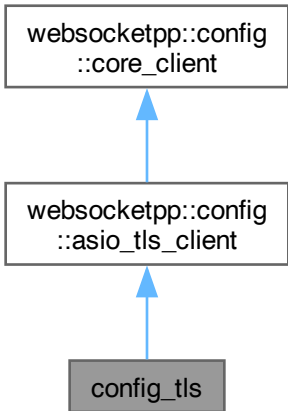 websocketpp::config
::core_client
websocketpp::config
::asio_tls_client
config_tls